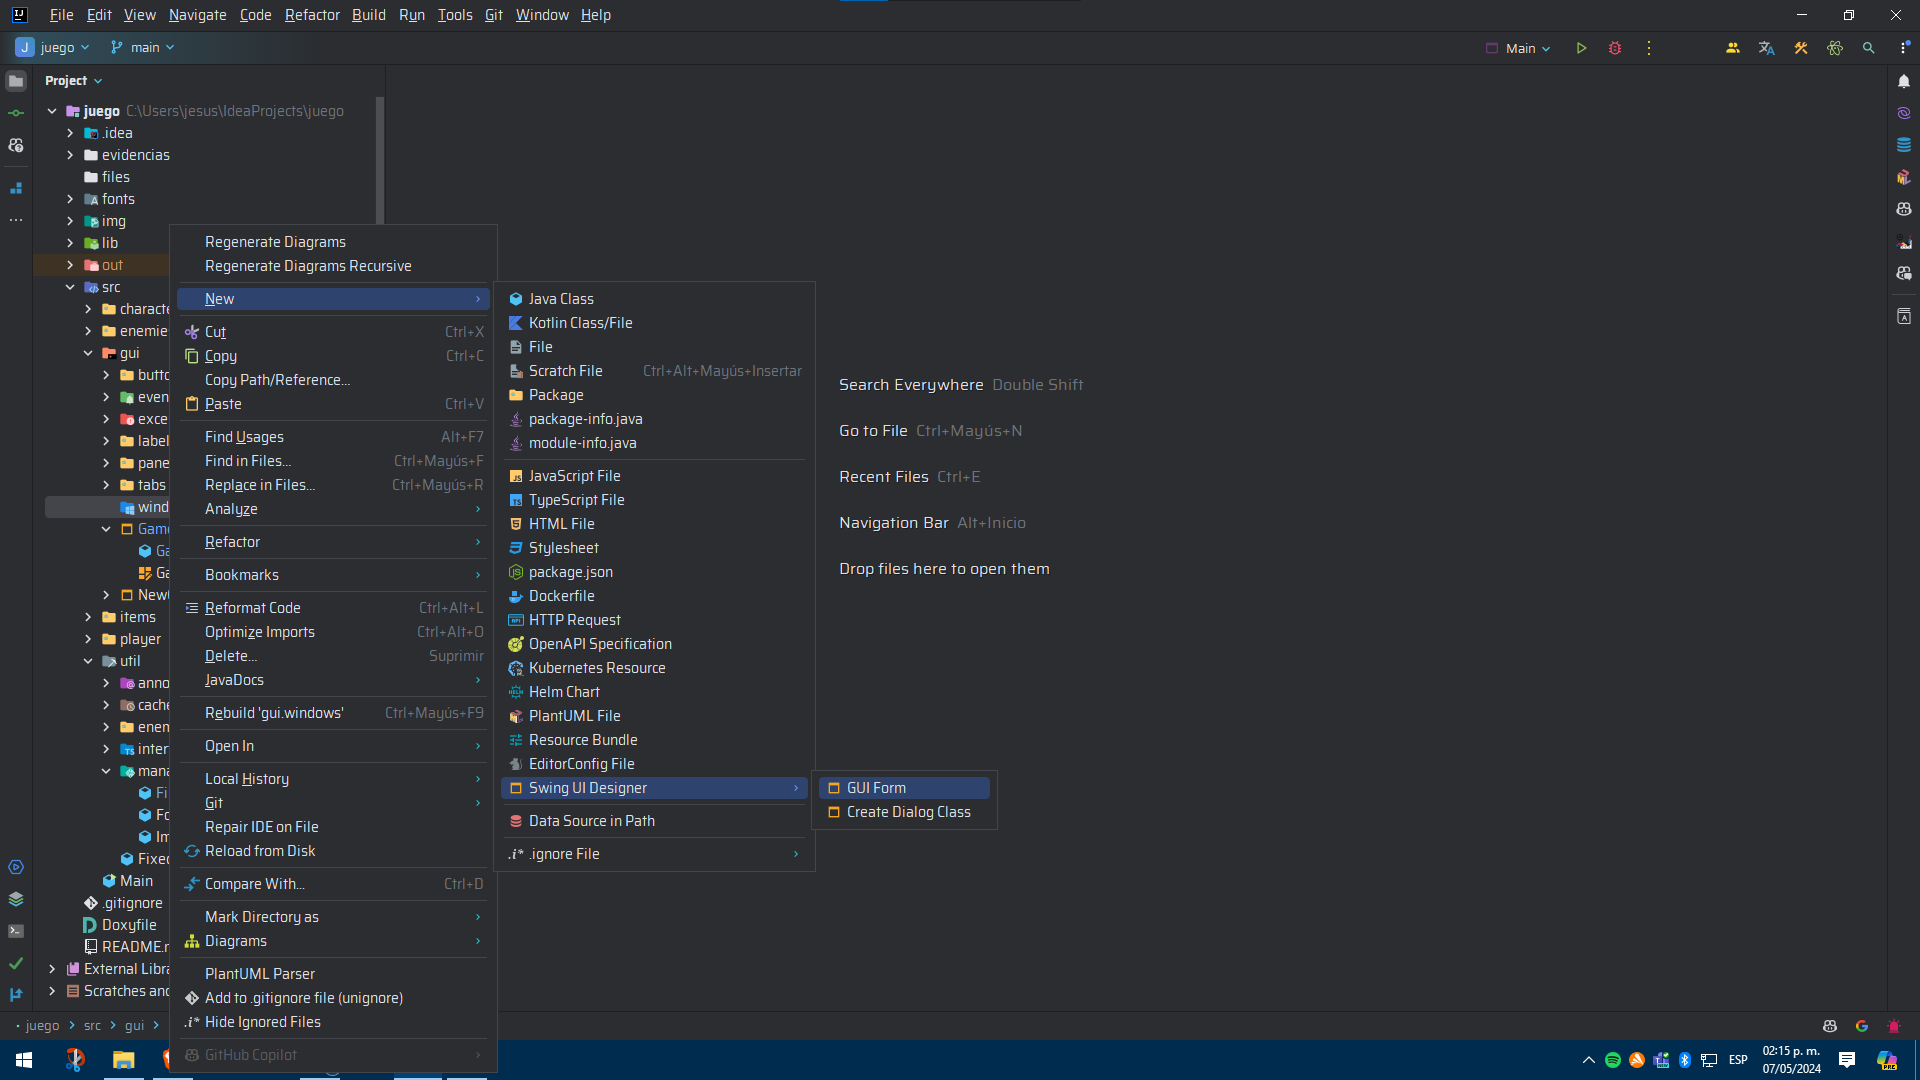 File Edit View Navigate Code Refactor Build Run Tools Git Window Help
J juego main Main
Project
juego C:\Users\jesus\IdeaProjects\juego
.idea
evidencias
files
fonts
img
lib
out
src
characte
enemie
gui
butto
even
exce
label
pane
tabs
wind
Game
Ga
Ga
New
items
player
util
anno
cache
enem
inter
mana
Fi
Fo
Im
Fixed
Main
.gitignore
Doxyfile
README.r
External Libra
Scratches and
Regenerate Diagrams
Regenerate Diagrams Recursive
New
Cut Ctrl+X
Copy Ctrl+C
Copy Path/Reference...
Paste Ctrl+V
Find Usages Alt+F7
Find in Files... Ctrl+Mayús+F
Replace in Files... Ctrl+Mayús+R
Analyze
Refactor
Bookmarks
Reformat Code Ctrl+Alt+L
Optimize Imports Ctrl+Alt+O
Delete... Suprimir
JavaDocs
Rebuild 'gui.windows' Ctrl+Mayús+F9
Open In
Local History
Git
Repair IDE on File
Reload from Disk
Compare With... Ctrl+D
Mark Directory as
Diagrams
PlantUML Parser
Add to .gitignore file (unignore)
Hide Ignored Files
GitHub Copilot
Java Class
Kotlin Class/File
File
Scratch File Ctrl+Alt+Mayús+Insertar
Package
package-info.java
module-info.java
JavaScript File
TypeScript File
HTML File
Stylesheet
package.json
Dockerfile
HTTP Request
OpenAPI Specification
Kubernetes Resource
Helm Chart
PlantUML File
Resource Bundle
EditorConfig File
Swing UI Designer
Data Source in Path
.ignore File
GUI Form
Create Dialog Class
Search Everywhere Double Shift
Go to File Ctrl+Mayús+N
Recent Files Ctrl+E
Navigation Bar Alt+Inicio
Drop files here to open them
juego > src > gui >
ESP
02:15 p. m.
07/05/2024